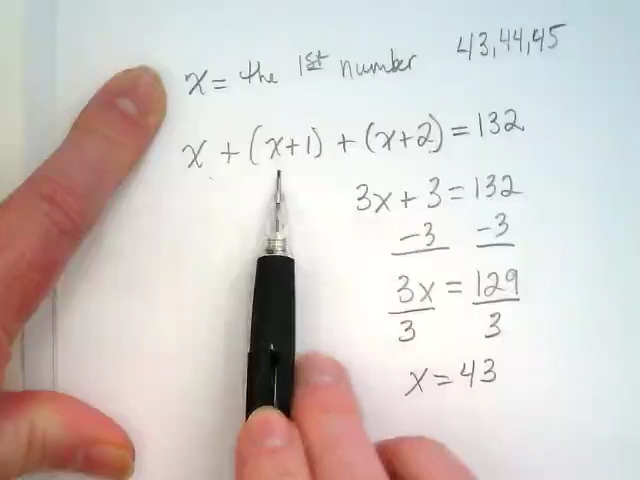 x = the 1st number 43,44,45
x + (x+1) + (x+2) = 132
3x + 3 = 132
-3 -3
3x = 129
3 3
x = 43